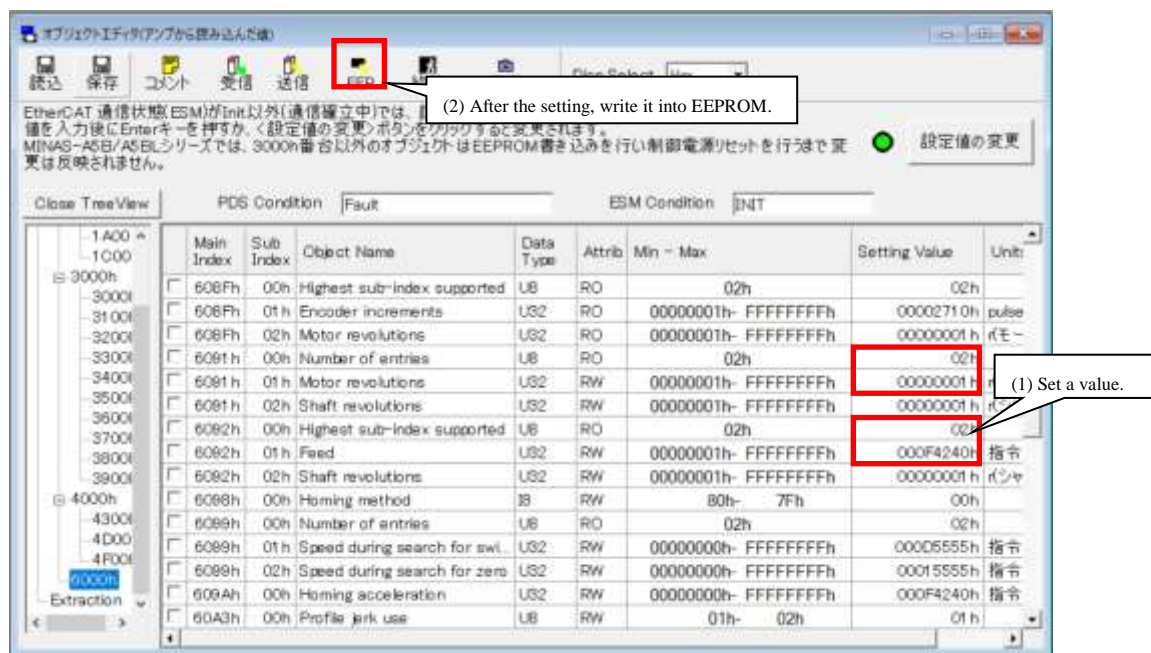 オブジェクトエディタ(アンプから読み込んだ値)
読込 保存 コメント 受信 送信 EEP
(2) After the setting, write it into EEPROM.
EtherCAT 通信状態(ESM)がInit以外(通信確立中)では、
値を入力後にEnterキーを押すか、<設定値の変更>ボタンをクリックすると変更されます。
MINAS-A5B/A5BLシリーズでは、3000h番台以外のオブジェクトはEEPROM書き込みを行い制御電源リセットを行うまで変
更は反映されません。
設定値の変更
Close TreeView PDS Condition Fault ESM Condition INIT
1A00
1C00
3000h
3000
3100
3200
3300
3400
3500
3600
3700
3800
3900
4000h
4300
4D00
4F00
6000h
Extraction
Main Index Sub Index Object Name Data Type Attrib Min - Max Setting Value Unit
608Fh 00h Highest sub-index supported U8 RO 02h 02h
608Fh 01h Encoder increments U32 RO 00000001h- FFFFFFFFh 00002710h pulse
608Fh 02h Motor revolutions U32 RO 00000001h- FFFFFFFFh 00000001h r(モー
6091h 00h Number of entries U8 RO 02h 02h
6091h 01h Motor revolutions U32 RW 00000001h- FFFFFFFFh 00000001h
6091h 02h Shaft revolutions U32 RW 00000001h- FFFFFFFFh 00000001h
6092h 00h Highest sub-index supported U8 RO 02h 02h
6092h 01h Feed U32 RW 00000001h- FFFFFFFFh 000F4240h 指令
6092h 02h Shaft revolutions U32 RW 00000001h- FFFFFFFFh 00000001h r(シャ
6098h 00h Homing method I8 RW 80h- 7Fh 00h
6099h 00h Number of entries U8 RO 02h 02h
6099h 01h Speed during search for swi... U32 RW 00000000h- FFFFFFFFh 000D5555h 指令
6099h 02h Speed during search for zero U32 RW 00000000h- FFFFFFFFh 00015555h 指令
609Ah 00h Homing acceleration U32 RW 00000000h- FFFFFFFFh 000F4240h 指令
60A3h 00h Profile jerk use U8 RW 01h- 02h 01h
(1) Set a value.